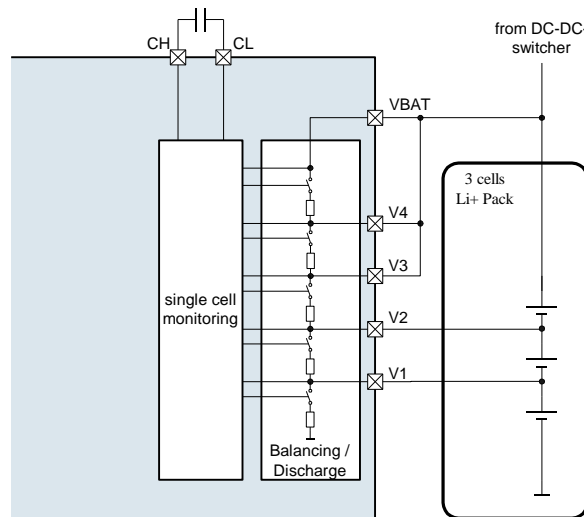 CH
CL
from DC-DC-
switcher
VBAT
3 cells
Li+ Pack
V4
V3
single cell
monitoring
V2
V1
Balancing /
Discharge